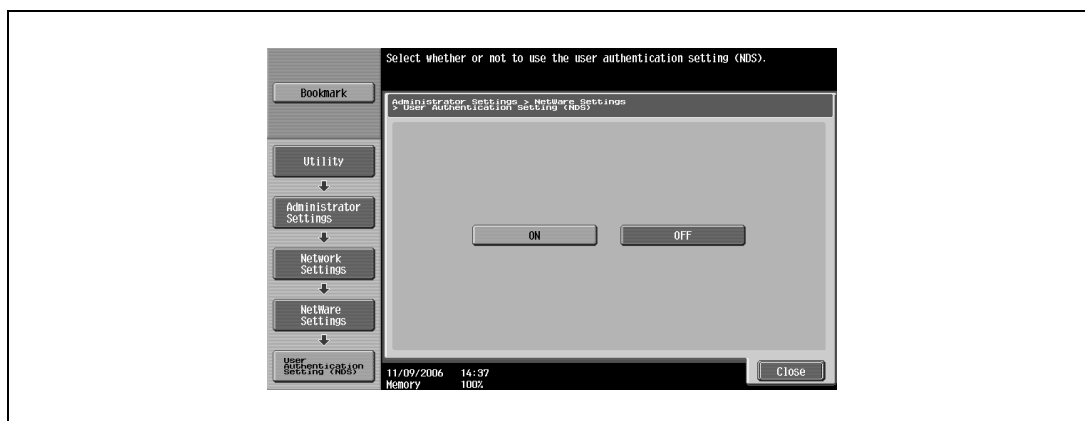 Select whether or not to use the user authentication setting (NDS).
Bookmark
Administrator Settings > NetWare Settings
> User Authentication Setting (NDS)
Utility
Administrator
Settings
Network
Settings
NetWare
Settings
User
Authentication
Setting (NDS)
ON
OFF
11/09/2006 14:37
Memory 100%
Close